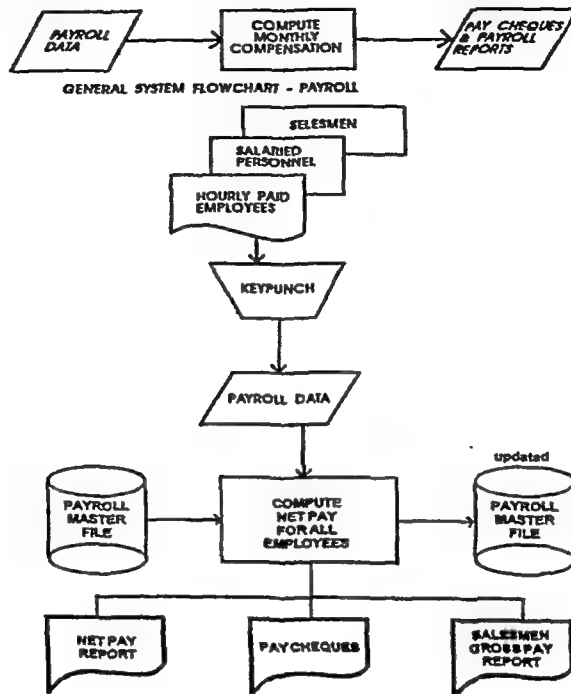 PAYROLL
DATA
COMPUTE
MONTHLY
COMPENSATION
PAY CHEQUES
& PAYROLL
REPORTS
GENERAL SYSTEM FLOWCHART - PAYROLL
SELESMEN
SALARIED
PERSONNEL
HOURLY PAID
EMPLOYEES
KEYPUNCH
PAYROLL DATA
PAYROLL
MASTER
FILE
COMPUTE
NET PAY
FOR ALL
EMPLOYEES
updated
PAYROLL
MASTER
FILE
NET PAY
REPORT
PAY CHEQUES
SALESMEN
GROSS PAY
REPORT